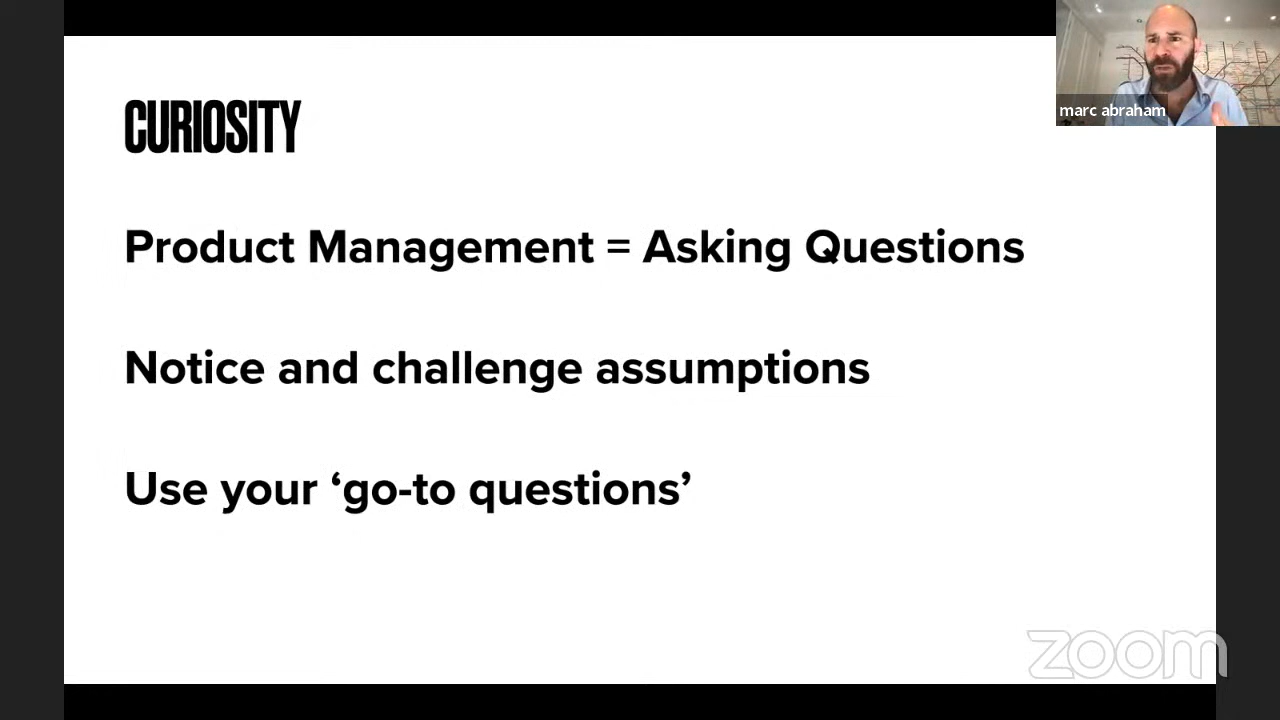 CURIOSITY
marc abraham
Product Management = Asking Questions
Notice and challenge assumptions
Use your ‘go-to questions’
zoom